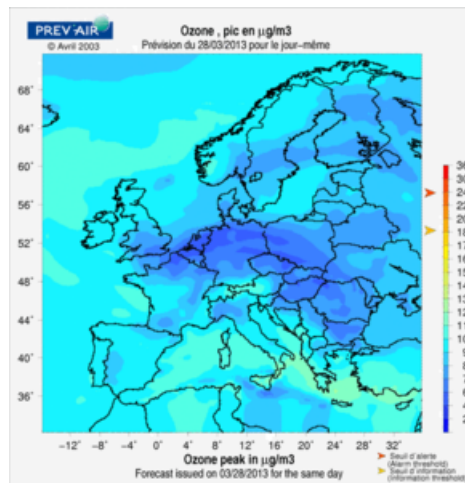 PREV'AIR
© Avril 2003
Ozone , pic en µg/m3
Prévision du 28/03/2013 pour le jour-même
68°
64°
60°
56°
52°
48°
44°
40°
36°
-12° -8° -4° 0° 4° 8° 12° 16° 20° 24° 28° 32°
Ozone peak in µg/m3
Forecast issued on 03/28/2013 for the same day
Seuil d'alerte
(Alarm threshold)
Seuil d'information
(Information threshold)